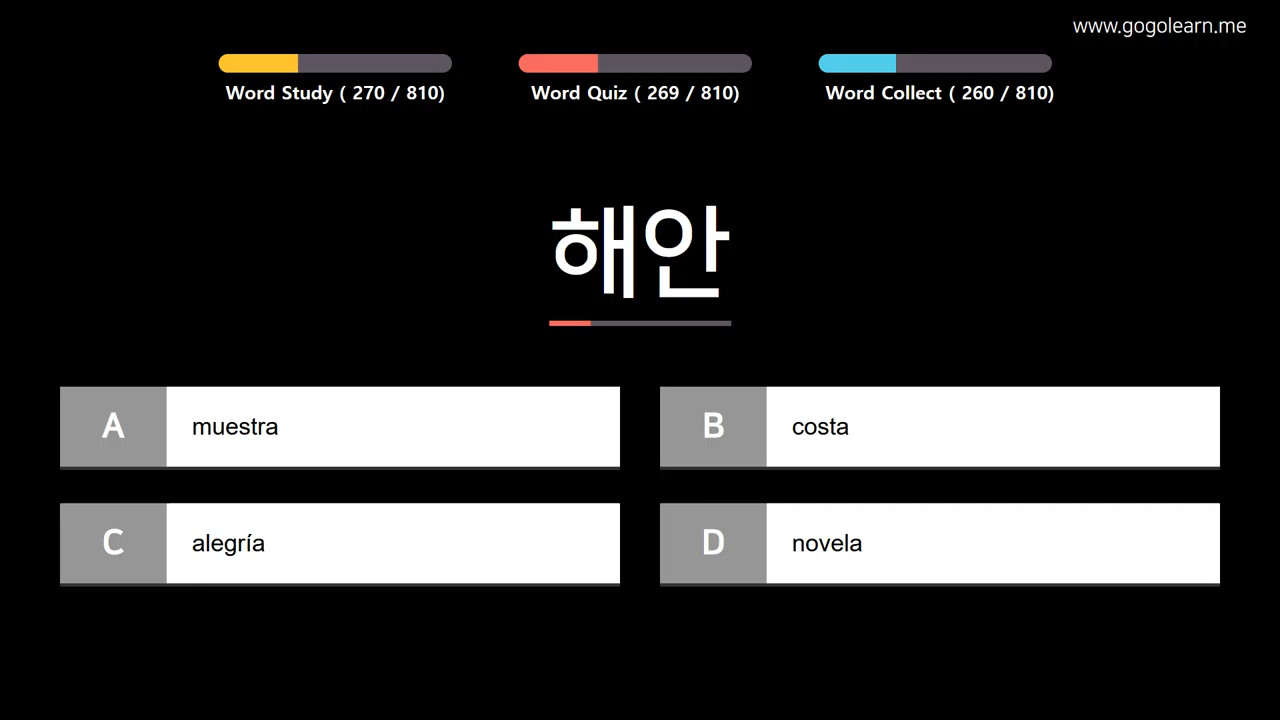 www.gogolearn.me
Word Study ( 270 / 810)
Word Quiz ( 269 / 810)
Word Collect ( 260 / 810)
해안
A muestra
B costa
C alegría
D novela